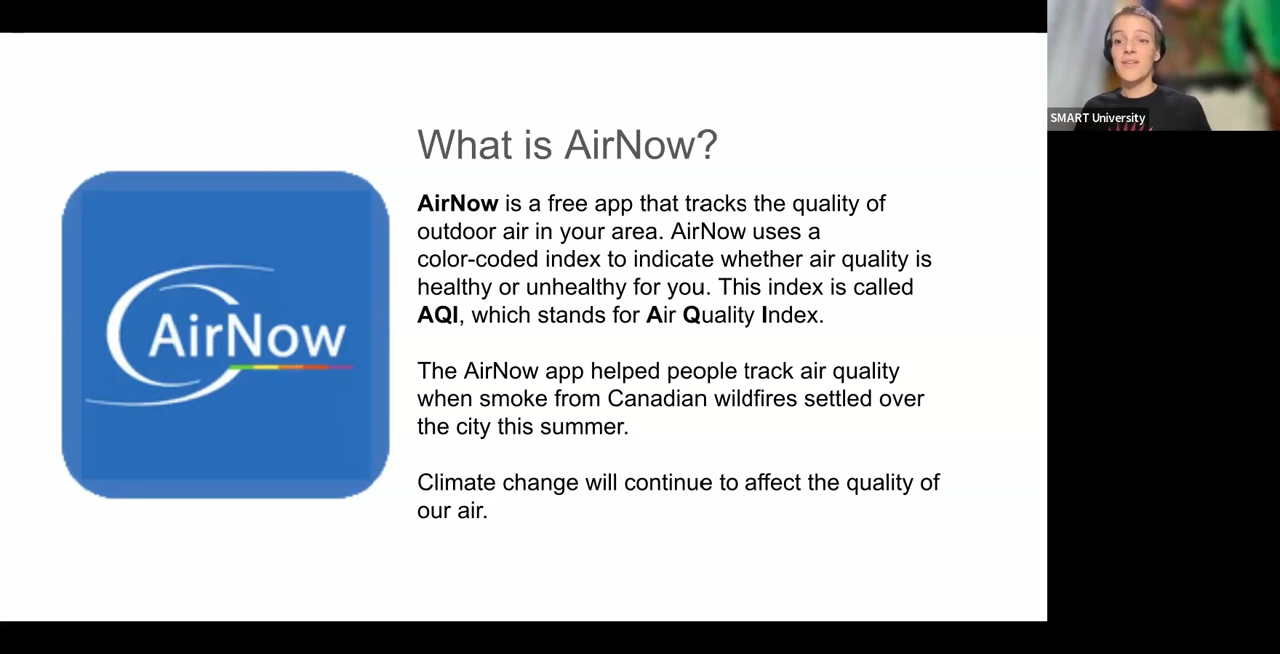 What is AirNow?
AirNow is a free app that tracks the quality of
outdoor air in your area. AirNow uses a
color-coded index to indicate whether air quality is
healthy or unhealthy for you. This index is called
AQI, which stands for Air Quality Index.
The AirNow app helped people track air quality
when smoke from Canadian wildfires settled over
the city this summer.
Climate change will continue to affect the quality of
our air.
AirNow
SMART University